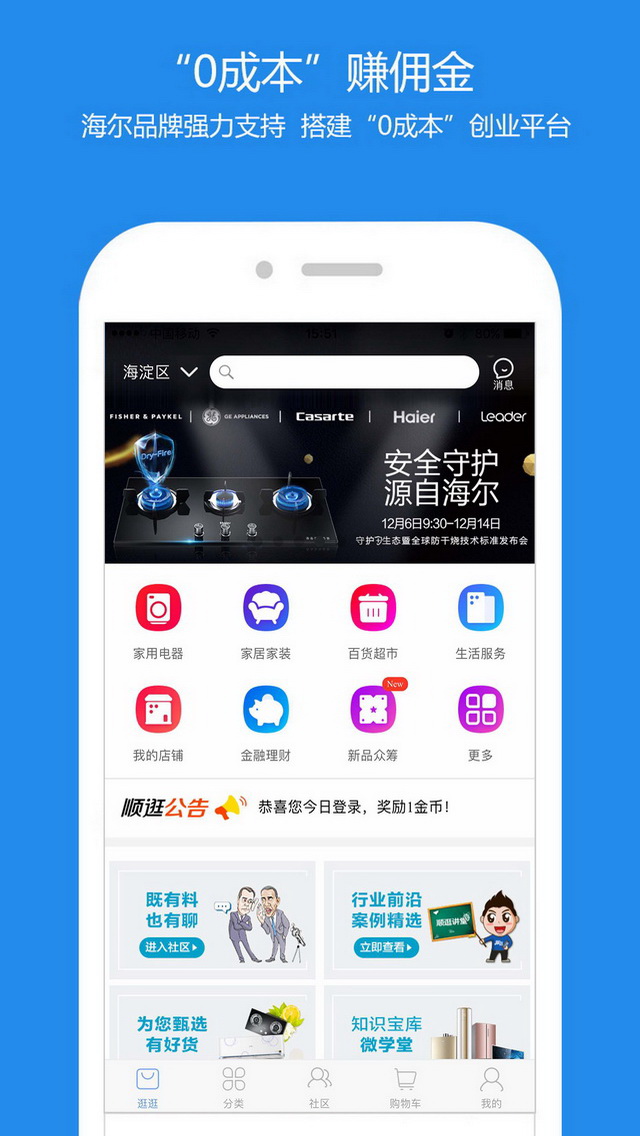 “0成本”赚佣金
海尔品牌强力支持 搭建“0成本”创业平台
中国移动 15:51 80%
海淀区
消息
FISHER & PAYKEL | GE APPLIANCES | Casarte | Haier | Leader
Dry-Fire
安全守护
源自海尔
12月6日9:30-12月14日
生态暨全球防干烧技术标准发布会
家用电器 家居家装 百货超市 生活服务
New
我的店铺 金融理财 新品众筹 更多
顺逛公告 恭喜您今日登录，奖励1金币!
既有料
也有聊
进入社区
行业前沿
案例精选
立即查看
顺逛讲堂
为您甄选
有好货
知识宝库
微学堂
逛逛 分类 社区 购物车 我的